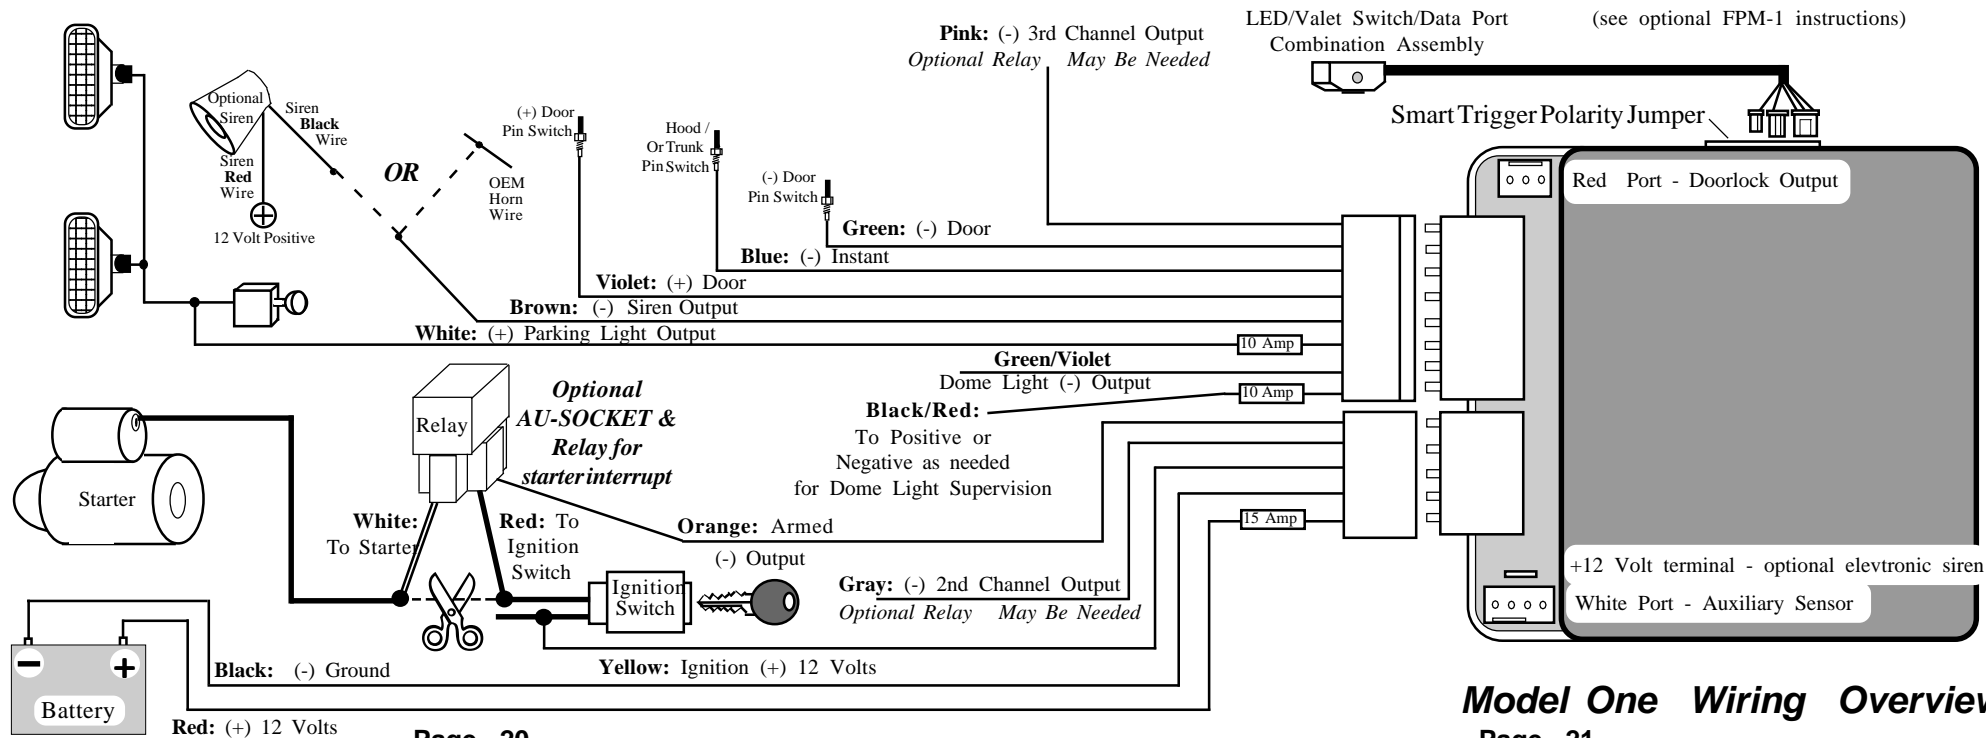 LED/Valet Switch/Data Port
Combination Assembly
(see optional FPM-1 instructions)
Pink: (-) 3rd Channel Output
Optional Relay May Be Needed
Smart Trigger Polarity Jumper
Optional
Siren
Siren
Black
Wire
Siren
Red
Wire
12 Volt Positive
OR
OEM
Horn
Wire
(+) Door
Pin Switch
Hood /
Or Trunk
Pin Switch
(-) Door
Pin Switch
Red Port - Doorlock Output
Green: (-) Door
Blue: (-) Instant
Violet: (+) Door
Brown: (-) Siren Output
White: (+) Parking Light Output
10 Amp
Green/Violet
Dome Light (-) Output
10 Amp
Black/Red:
To Positive or
Negative as needed
for Dome Light Supervision
Relay
Optional
AU-SOCKET &
Relay for
starter interrupt
Starter
White:
To Starter
Red: To
Ignition
Switch
Orange: Armed
(-) Output
15 Amp
Ignition
Switch
Gray: (-) 2nd Channel Output
Optional Relay May Be Needed
+12 Volt terminal - optional elevtronic siren
White Port - Auxiliary Sensor
Black: (-) Ground
Yellow: Ignition (+) 12 Volts
Battery
Red: (+) 12 Volts
Model One Wiring Overview
Page 20
Page 21